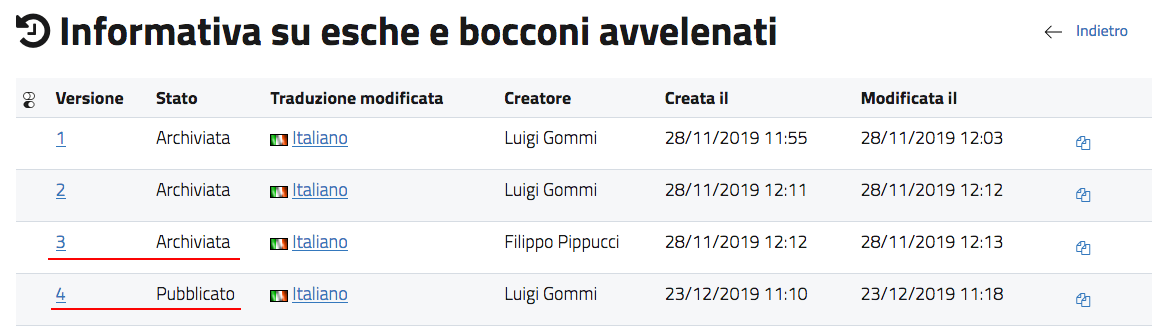 Informativa su esche e bocconi avvelenati
Indietro
Versione Stato Traduzione modificata Creatore Creata il Modificata il
1 Archiviata Italiano Luigi Gommi 28/11/2019 11:55 28/11/2019 12:03
2 Archiviata Italiano Luigi Gommi 28/11/2019 12:11 28/11/2019 12:12
3 Archiviata Italiano Filippo Pippucci 28/11/2019 12:12 28/11/2019 12:13
4 Pubblicato Italiano Luigi Gommi 23/12/2019 11:10 23/12/2019 11:18